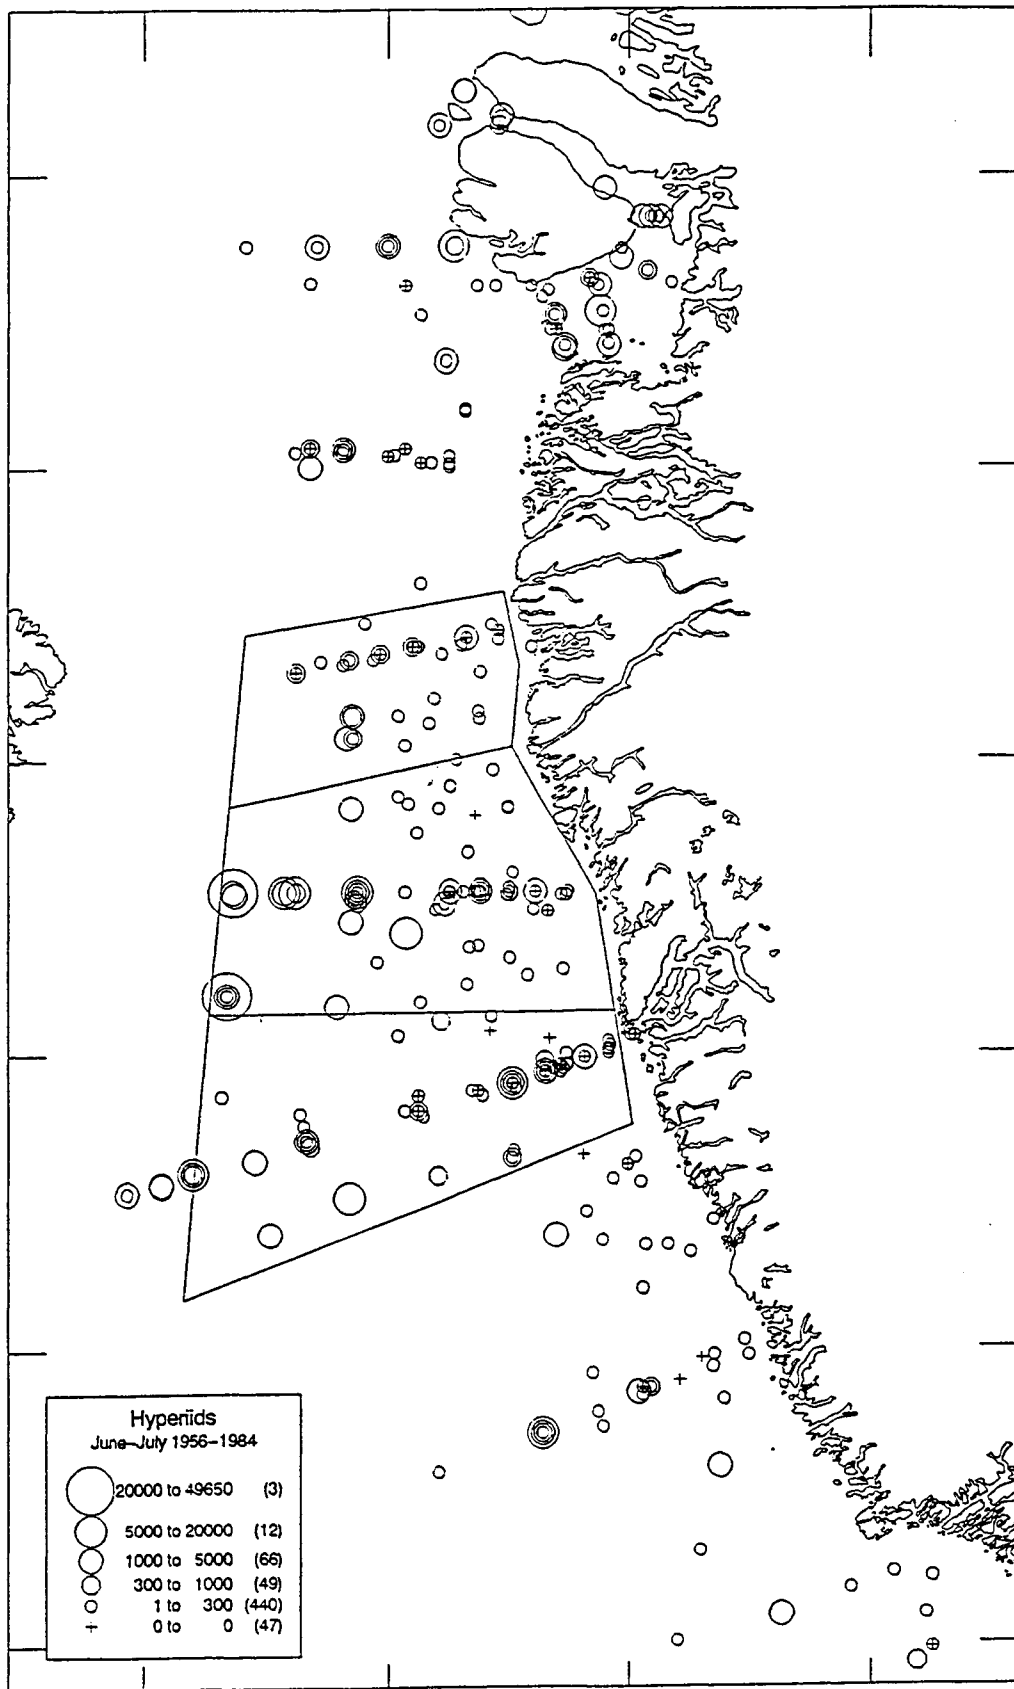 Hyperiids
June-July 1956-1984
20000 to 49650 (3)
5000 to 20000 (12)
1000 to 5000 (66)
300 to 1000 (49)
1 to 300 (440)
0 to 0 (47)